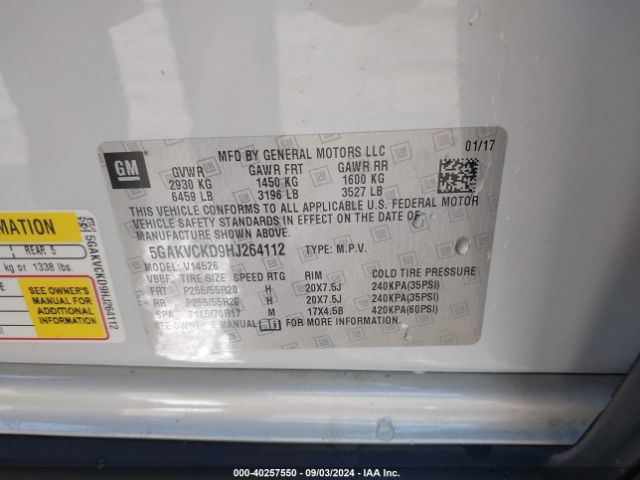 GM
MFD BY GENERAL MOTORS LLC 01/17
GVWR GAWR FRT GAWR RR
2930 KG 1450 KG 1600 KG
6459 LB 3196 LB 3527 LB
THIS VEHICLE CONFORMS TO ALL APPLICABLE U.S. FEDERAL MOTOR
VEHICLE SAFETY STANDARDS IN EFFECT ON THE DATE OF
MANUFACTURE SHOWN ABOVE.
5GAKVCKD9HJ264112 TYPE: M.P.V.
MODEL: V14526
VBBF TIRE SIZE SPEED RTG RIM COLD TIRE PRESSURE
FRT P255/55R20 H 20X7.5J 240KPA(35PSI)
RR P255/55R20 H 20X7.5J 240KPA(35PSI)
SPA T145/70R17 M 17X4.5B 420KPA(60PSI)
SEE OWNER'S MANUAL FOR MORE INFORMATION
ORMATION
REAR 5
kg or 1338 lbs.
SEE OWNER'S
MANUAL FOR
ADDITIONAL
INFORMATION
5GAKVCKD9HJ264112
000 - 40257550 - 09/03/2024 - IAA Inc.